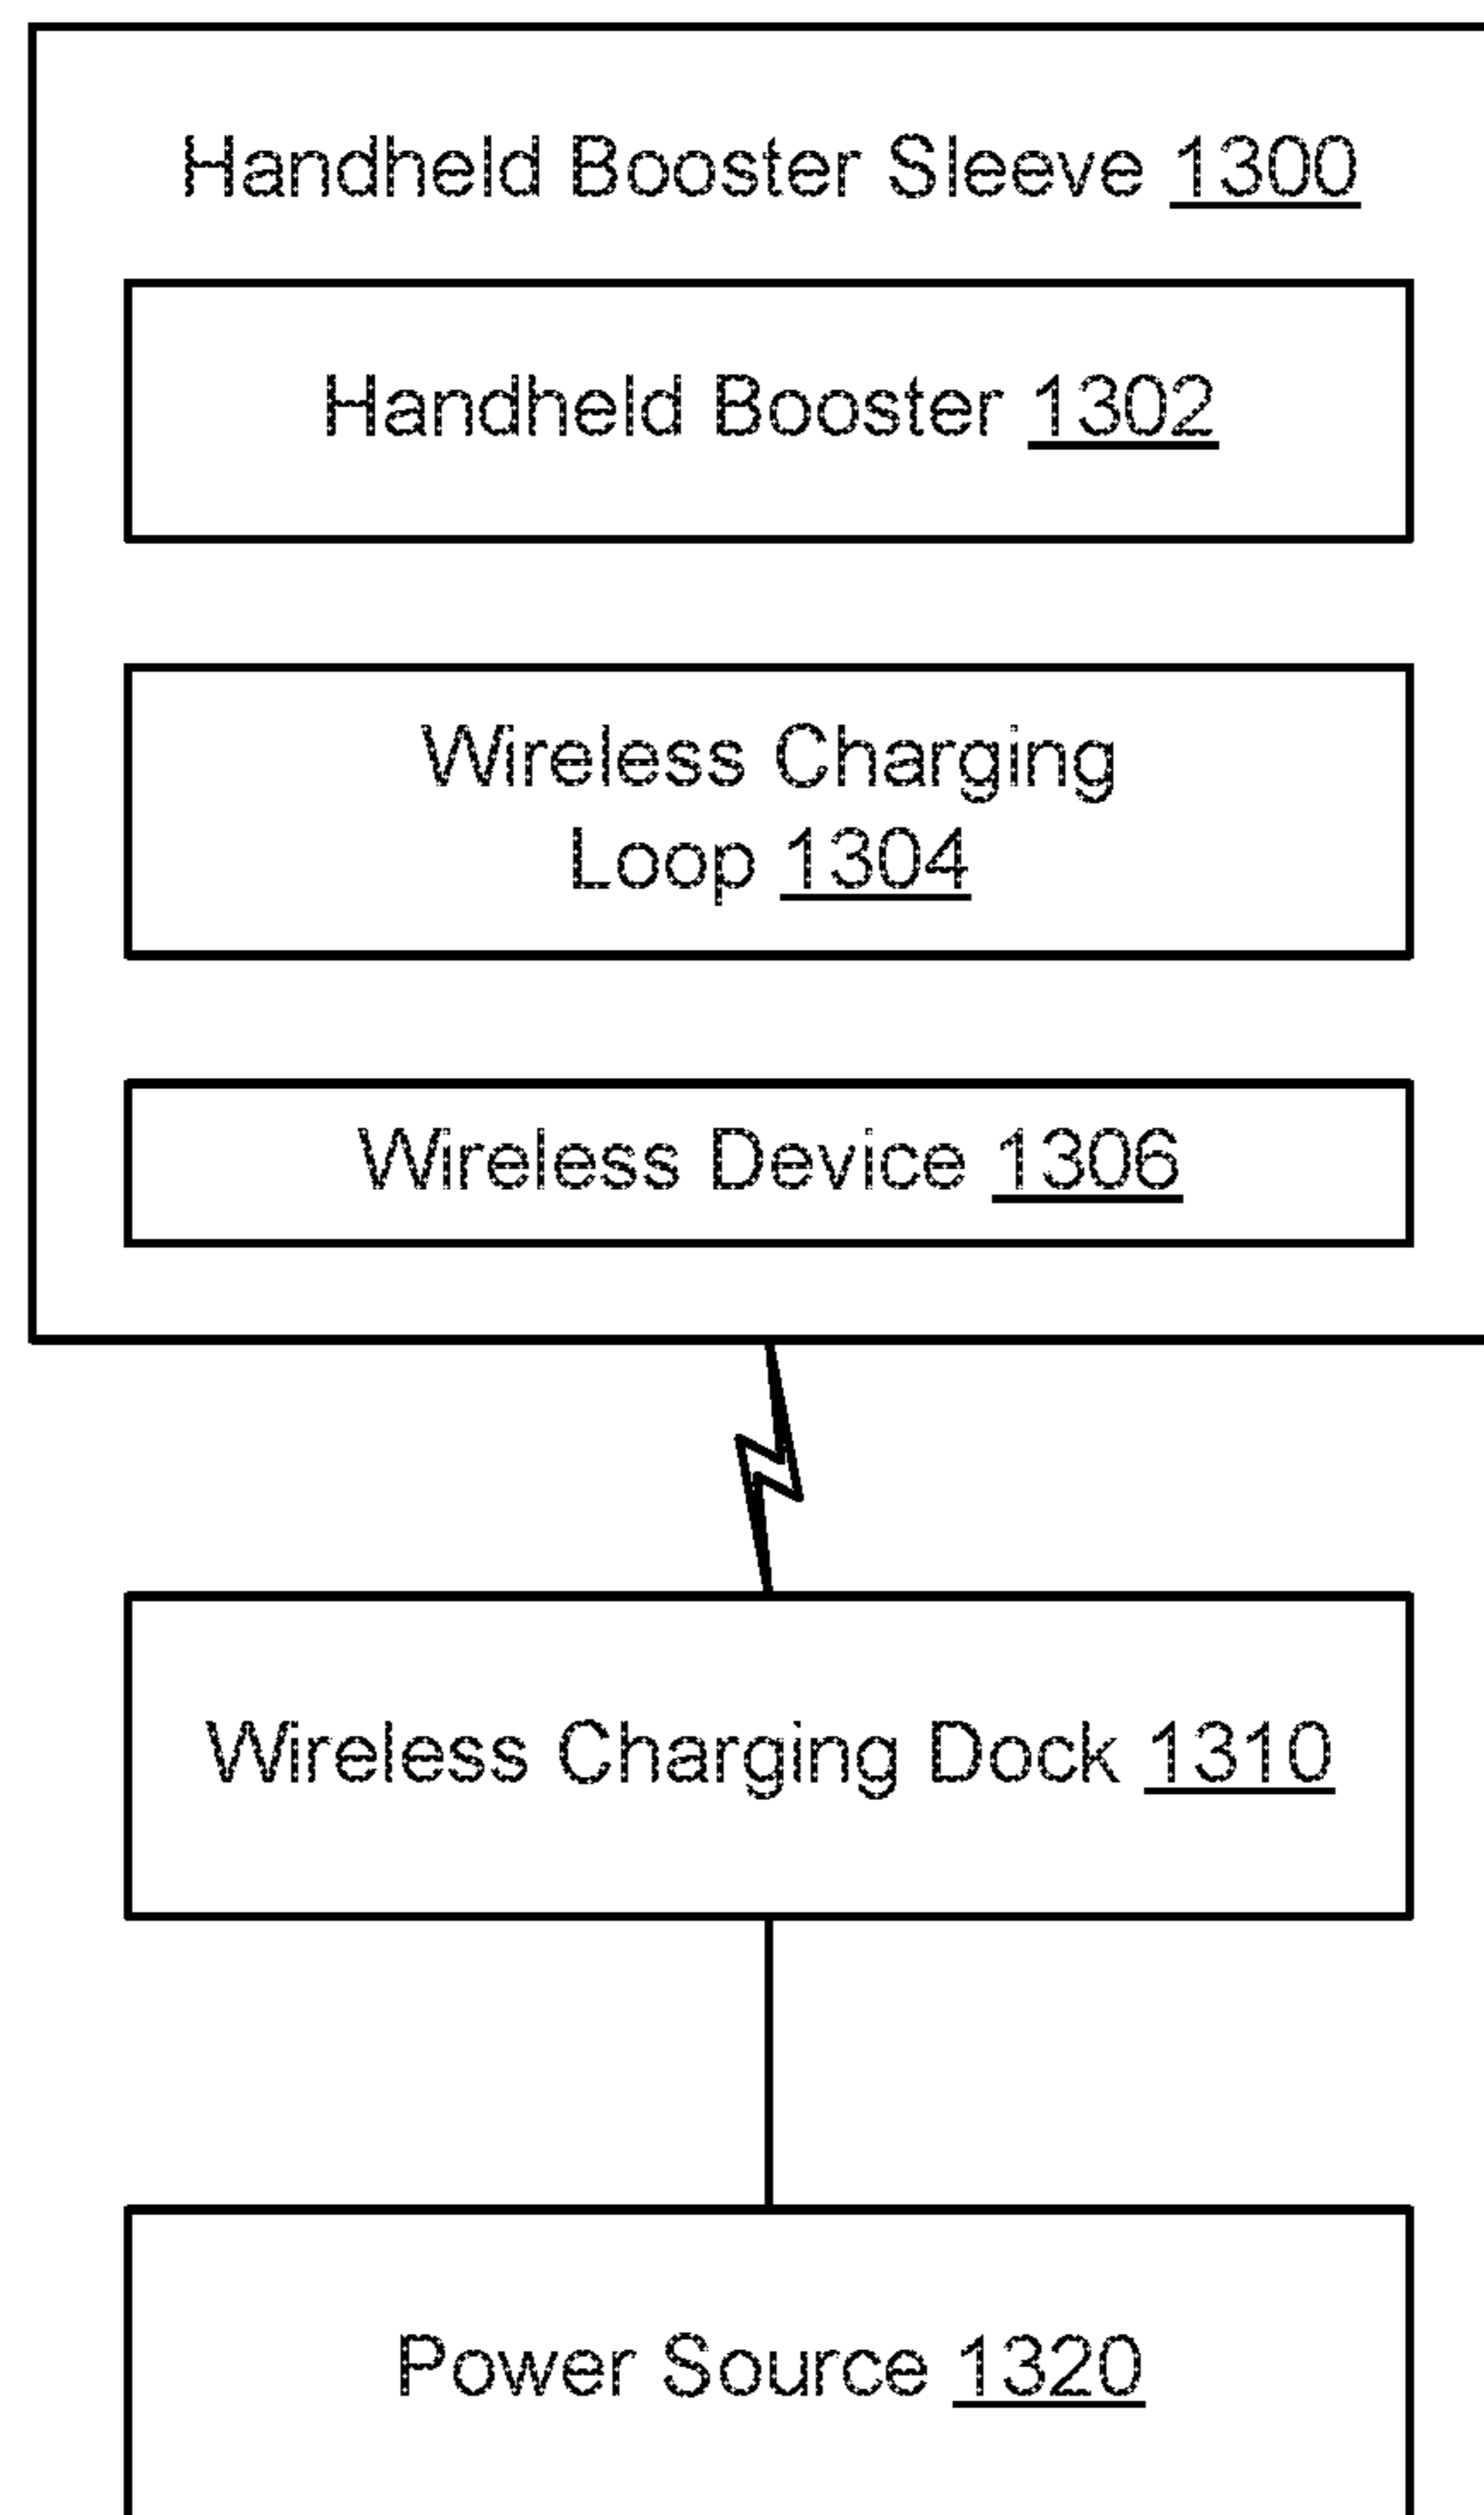 Handheld Booster Sleeve 1300
Handheld Booster 1302
Wireless Charging
Loop 1304
Wireless Device 1306
Wireless Charging Dock 1310
Power Source 1320